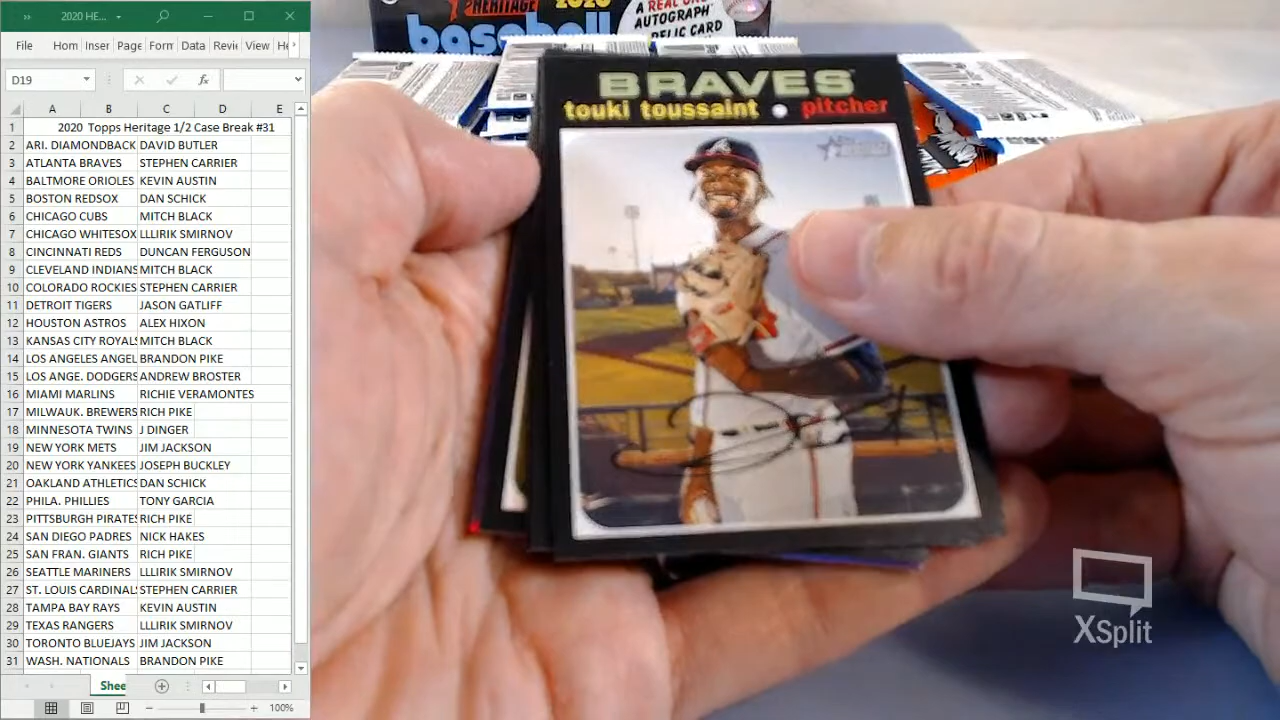 2020 HE...
File Hom Inser Page Form Data Revie View He
D19 fx
A B C D E
1 2020 Topps Heritage 1/2 Case Break #31
2 ARI. DIAMONDBACK DAVID BUTLER
3 ATLANTA BRAVES STEPHEN CARRIER
4 BALTMORE ORIOLES KEVIN AUSTIN
5 BOSTON REDSOX DAN SCHICK
6 CHICAGO CUBS MITCH BLACK
7 CHICAGO WHITESOX LLLIRIK SMIRNOV
8 CINCINNATI REDS DUNCAN FERGUSON
9 CLEVELAND INDIANS MITCH BLACK
10 COLORADO ROCKIES STEPHEN CARRIER
11 DETROIT TIGERS JASON GATLIFF
12 HOUSTON ASTROS ALEX HIXON
13 KANSAS CITY ROYALS MITCH BLACK
14 LOS ANGELES ANGEL BRANDON PIKE
15 LOS ANGE. DODGERS ANDREW BROSTER
16 MIAMI MARLINS RICHIE VERAMONTES
17 MILWAUK. BREWERS RICH PIKE
18 MINNESOTA TWINS J DINGER
19 NEW YORK METS JIM JACKSON
20 NEW YORK YANKEES JOSEPH BUCKLEY
21 OAKLAND ATHLETICS DAN SCHICK
22 PHILA. PHILLIES TONY GARCIA
23 PITTSBURGH PIRATES RICH PIKE
24 SAN DIEGO PADRES NICK HAKES
25 SAN FRAN. GIANTS RICH PIKE
26 SEATTLE MARINERS LLLIRIK SMIRNOV
27 ST. LOUIS CARDINALS STEPHEN CARRIER
28 TAMPA BAY RAYS KEVIN AUSTIN
29 TEXAS RANGERS LLLIRIK SMIRNOV
30 TORONTO BLUEJAYS JIM JACKSON
31 WASH. NATIONALS BRANDON PIKE
Shee
100%
HERITAGE 2020
baseball
A REAL ONE
AUTOGRAPH
RELIC CARD
BRAVES
touki toussaint pitcher
XSplit